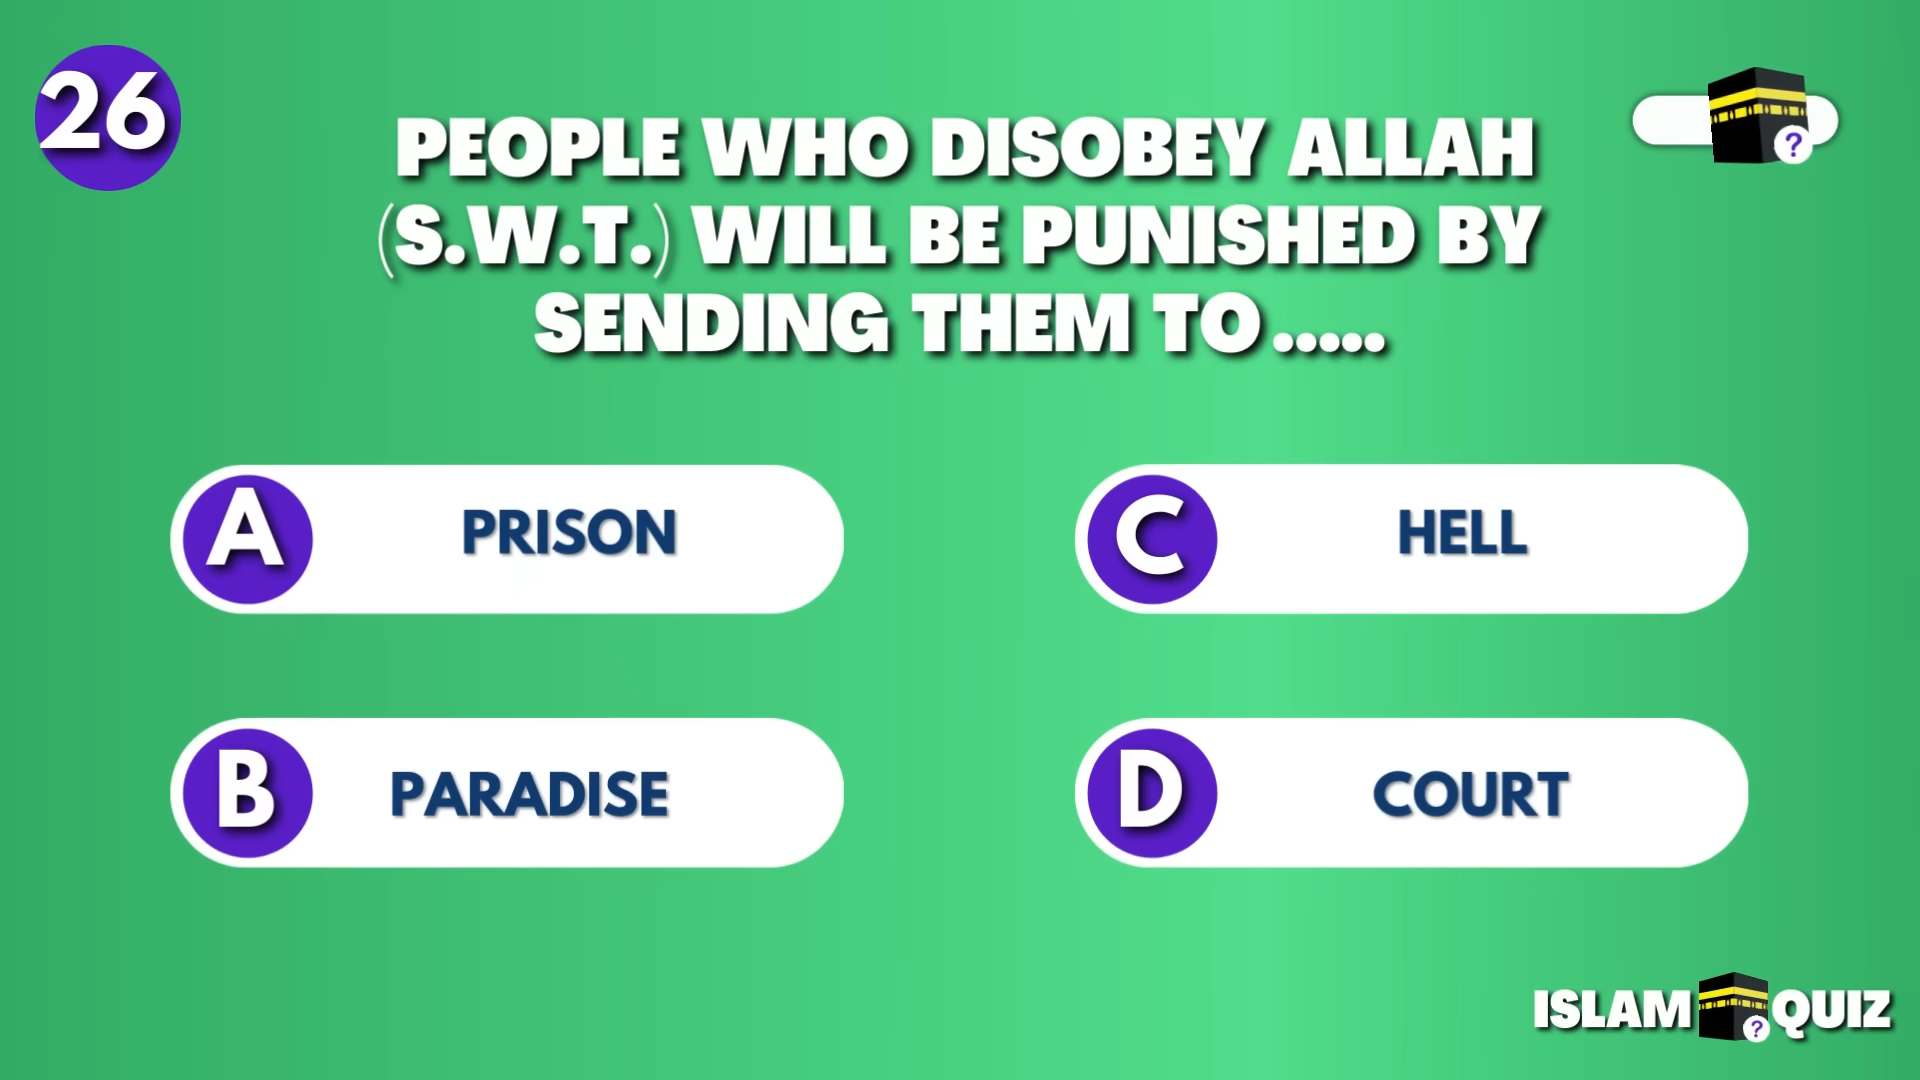 26
PEOPLE WHO DISOBEY ALLAH
(S.W.T.) WILL BE PUNISHED BY
SENDING THEM TO.....
?
A PRISON
C HELL
B PARADISE
D COURT
ISLAM ? QUIZ